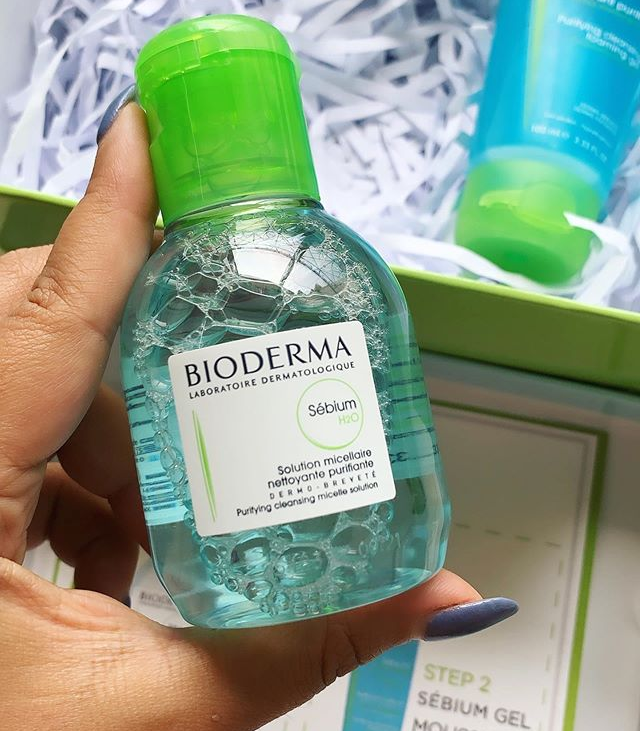 Purifying cleansing
foaming gel
BIODERMA
LABORATOIRE DERMATOLOGIQUE
Sébium
H2O
Solution micellaire
nettoyante purifiante
DERMO-BREVETÉ
Purifying cleansing micelle solution
STEP 2
SÉBIUM GEL